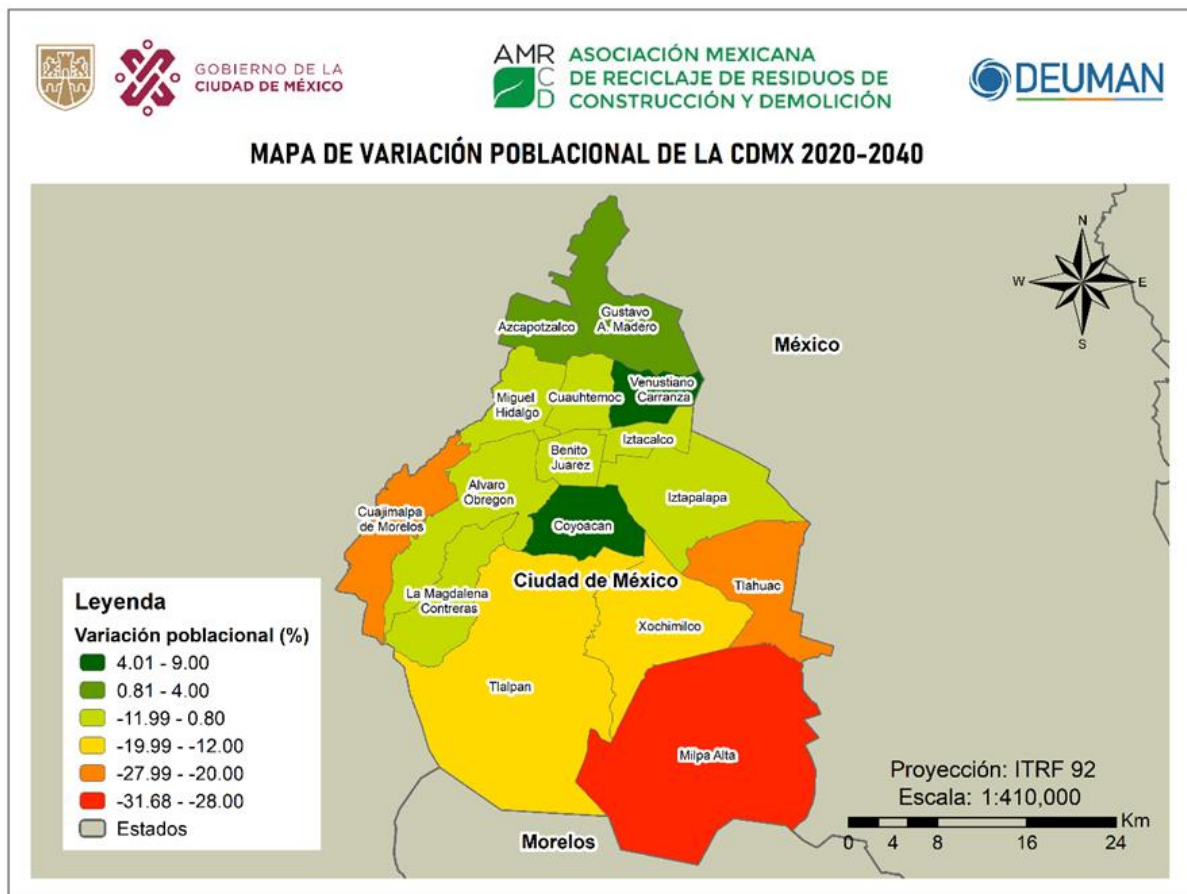 GOBIERNO DE LA
CIUDAD DE MÉXICO
AMR
C
D
ASOCIACIÓN MEXICANA
DE RECICLAJE DE RESIDUOS DE
CONSTRUCCIÓN Y DEMOLICIÓN
DEUMAN
MAPA DE VARIACIÓN POBLACIONAL DE LA CDMX 2020-2040
N
W
E
S
Azcapotzalco
Gustavo
A. Madero
México
Miguel
Hidalgo
Cuauhtemoc
Venustiano
Carranza
Iztacalco
Benito
Juarez
Alvaro
Obregon
Iztapalapa
Cuajimalpa
de Morelos
Coyoacan
Ciudad de México
Tlahuac
La Magdalena
Contreras
Xochimilco
Tlalpan
Milpa Alta
Morelos
Leyenda
Variación poblacional (%)
4.01 - 9.00
0.81 - 4.00
-11.99 - 0.80
-19.99 - -12.00
-27.99 - -20.00
-31.68 - -28.00
Estados
Proyección: ITRF 92
Escala: 1:410,000
Km
0 4 8 16 24